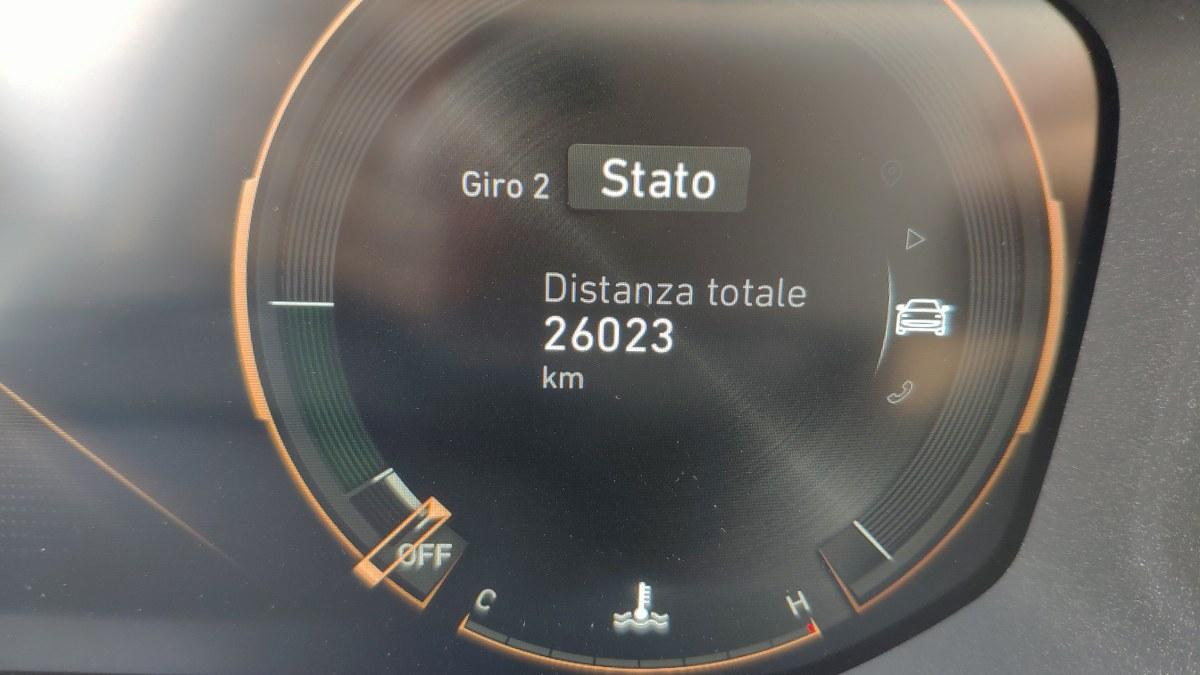 Giro 2 Stato
Distanza totale
26023
km
OFF
C H